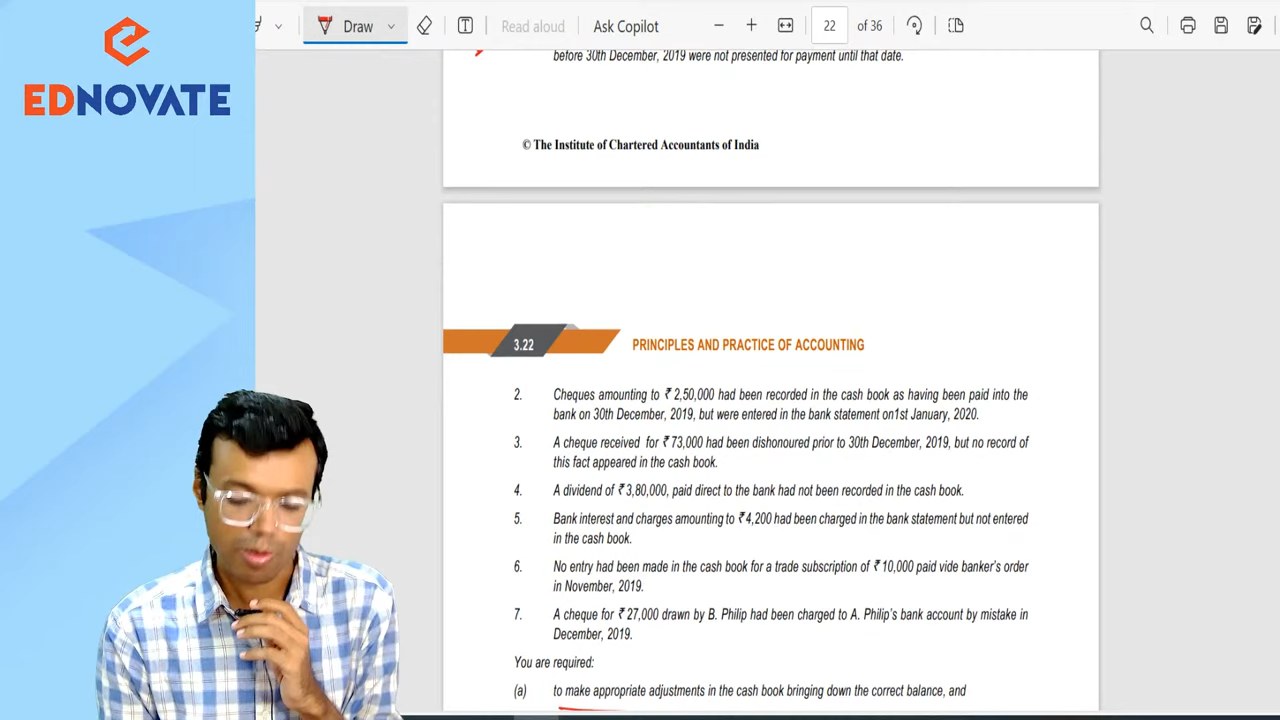 Draw
Read aloud
Ask Copilot
22
of 36
EDNOVATE
before 30th December, 2019 were not presented for payment until that date.
© The Institute of Chartered Accountants of India
3.22
PRINCIPLES AND PRACTICE OF ACCOUNTING
2. Cheques amounting to ₹ 2,50,000 had been recorded in the cash book as having been paid into the
bank on 30th December, 2019, but were entered in the bank statement on1st January, 2020.
3. A cheque received for ₹ 73,000 had been dishonoured prior to 30th December, 2019, but no record of
this fact appeared in the cash book.
4. A dividend of ₹ 3,80,000, paid direct to the bank had not been recorded in the cash book.
5. Bank interest and charges amounting to ₹ 4,200 had been charged in the bank statement but not entered
in the cash book.
6. No entry had been made in the cash book for a trade subscription of ₹ 10,000 paid vide banker's order
in November, 2019.
7. A cheque for ₹ 27,000 drawn by B. Philip had been charged to A. Philip's bank account by mistake in
December, 2019.
You are required:
(a) to make appropriate adjustments in the cash book bringing down the correct balance, and